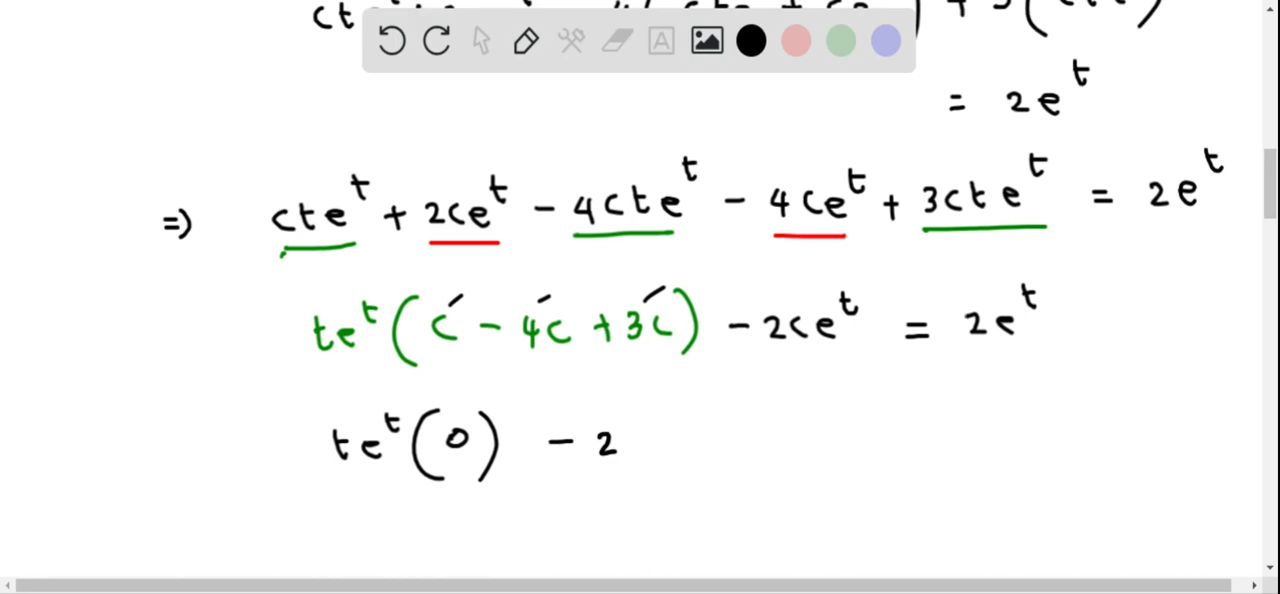 = 2e^t
=) cte^t + 2ce^t - 4cte^t - 4ce^t + 3cte^t = 2e^t
te^t(c - 4c + 3c) - 2ce^t = 2e^t
te^t(0) - 2